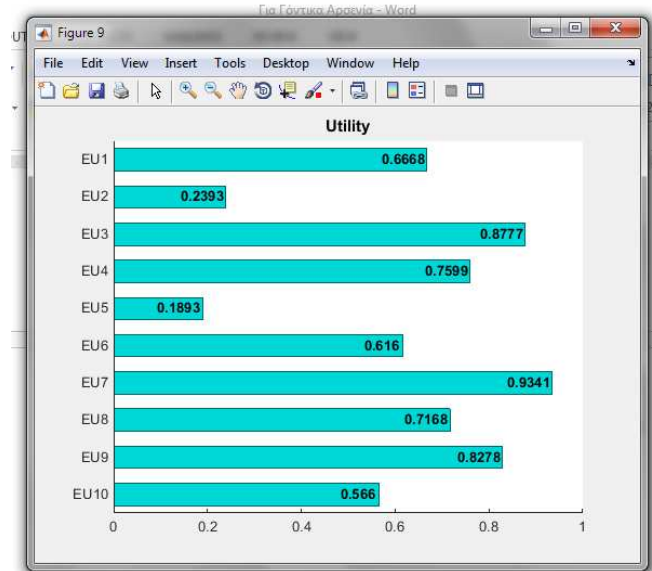 Για Γόντικα Αρσενία - Word
Figure 9
File Edit View Insert Tools Desktop Window Help
Utility
EU1 0.6668
EU2 0.2393
EU3 0.8777
EU4 0.7599
EU5 0.1893
EU6 0.616
EU7 0.9341
EU8 0.7168
EU9 0.8278
EU10 0.566
0 0.2 0.4 0.6 0.8 1